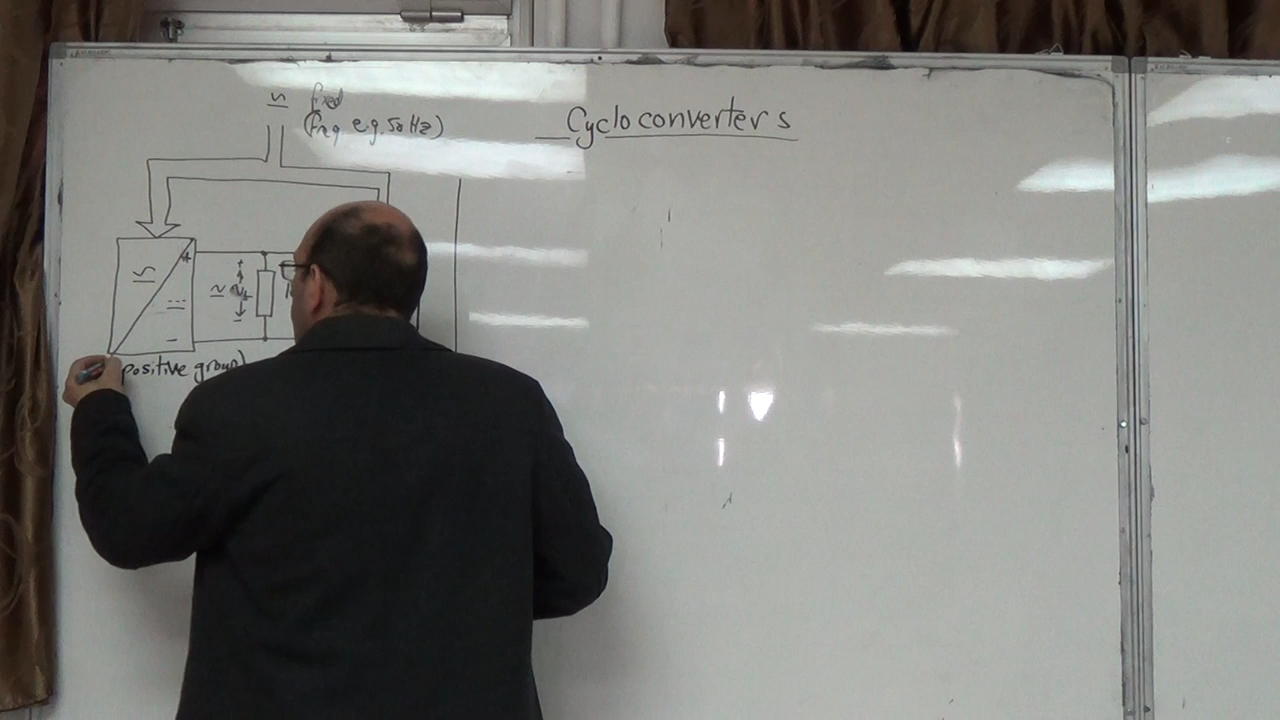 Cycloconverters
fixed
(freq e.g. 50 Hz)
+
+
-
-
positive group)